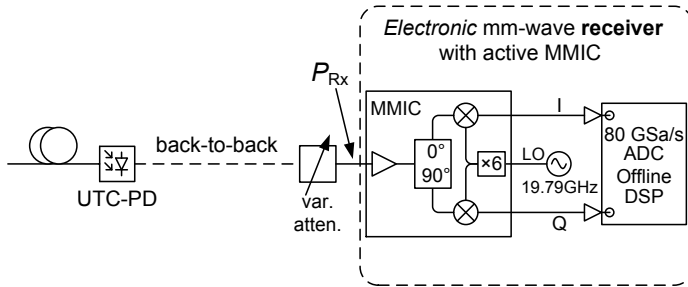 Electronic mm-wave receiver
with active MMIC
P_Rx
MMIC
I
back-to-back
0°
90°
×6
LO
19.79GHz
80 GSa/s
ADC
Offline
DSP
UTC-PD
var.
atten.
Q